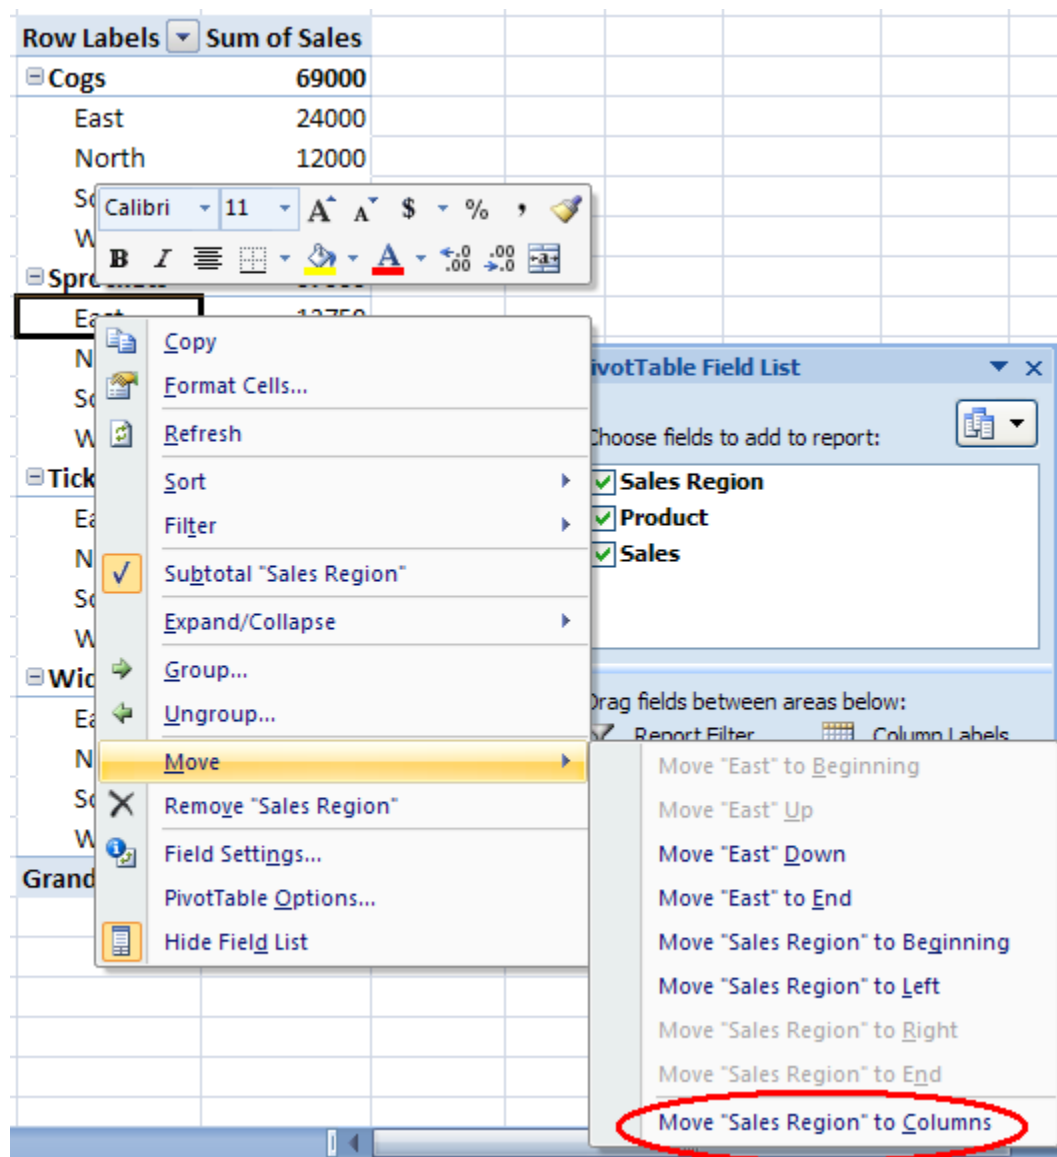 Row Labels Sum of Sales
Cogs 69000
East 24000
North 12000
Calibri 11 A A $ % ,
B I A .0 .00 .00 .0 a
Copy
Format Cells...
Refresh
Sort
Filter
Subtotal "Sales Region"
Expand/Collapse
Group...
Ungroup...
Move
Remove "Sales Region"
Field Settings...
PivotTable Options...
Hide Field List
Grand
ivotTable Field List
Choose fields to add to report:
Sales Region
Product
Sales
Drag fields between areas below:
Report Filter Column Labels
Move "East" to Beginning
Move "East" Up
Move "East" Down
Move "East" to End
Move "Sales Region" to Beginning
Move "Sales Region" to Left
Move "Sales Region" to Right
Move "Sales Region" to End
Move "Sales Region" to Columns